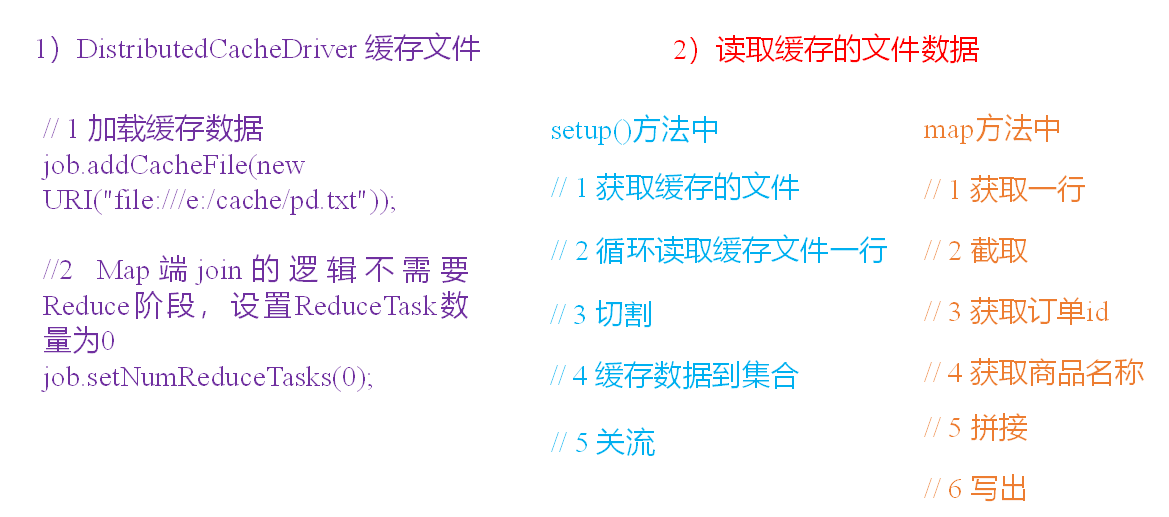 1）DistributedCacheDriver 缓存文件
// 1 加载缓存数据
job.addCacheFile(new
URI("file:///e:/cache/pd.txt"));
//2 Map 端 join 的逻辑不需要
Reduce阶段，设置ReduceTask数
量为0
job.setNumReduceTasks(0);
2）读取缓存的文件数据
setup()方法中
// 1 获取缓存的文件
// 2 循环读取缓存文件一行
// 3 切割
// 4 缓存数据到集合
// 5 关流
map方法中
// 1 获取一行
// 2 截取
// 3 获取订单id
// 4 获取商品名称
// 5 拼接
// 6 写出